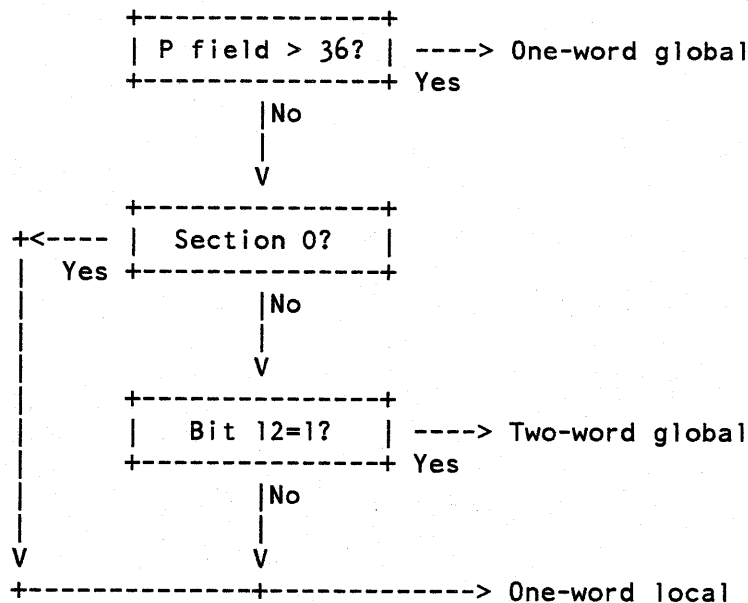 P field > 36? ----> One-word global
Yes
No
V
+<---- Section 0?
Yes
No
V
Bit 12=1? ----> Two-word global
Yes
No
V V
+---------------+-------------> One-word local